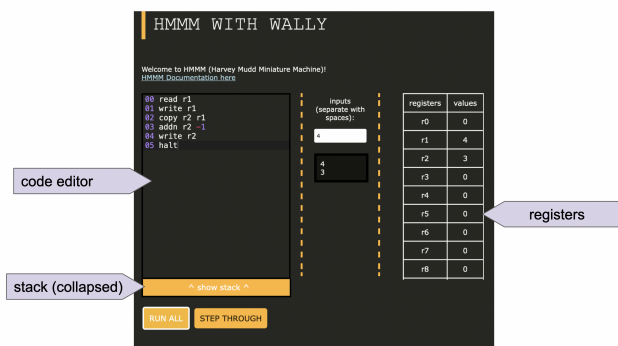 HMMM WITH WALLY
Welcome to HMMM (Harvey Mudd Miniature Machine)!
HMMM Documentation here
00 read r1
01 write r1
02 copy r2 r1
03 addn r2 -1
04 write r2
05 halt
code editor
stack (collapsed)
^ show stack ^
RUN ALL STEP THROUGH
inputs
(separate with
spaces):
4
4
3
registers values
r0 0
r1 4
r2 3
r3 0
r4 0
r5 0
r6 0
r7 0
r8 0
registers